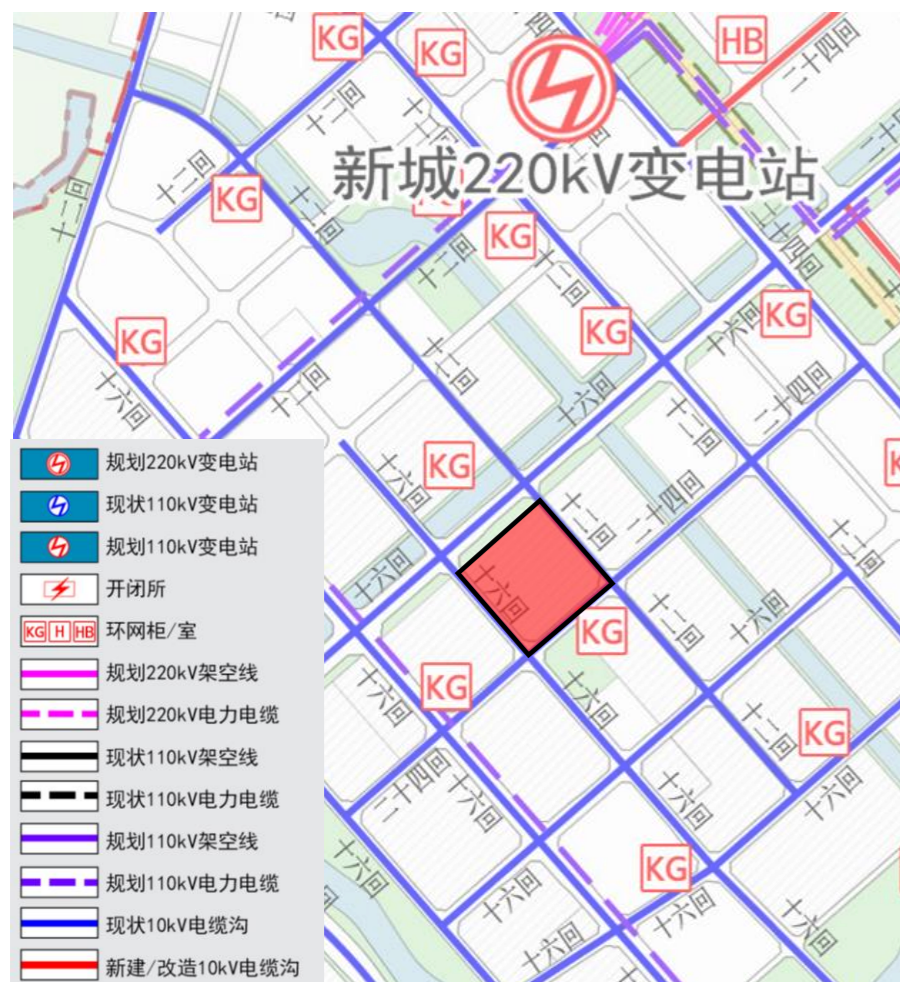 KG
KG
HB
十四回
二十四回
十二回
十二回
新城220kV变电站
十二回
KG
十二回
十二回
KG
十二回
二十四回
十二回
KG
KG
KG
十六回
十二回
二十四回
十六回
十二回
十六回
十二回
KG
十六回
十二回
二十四回
十二回
十六回
十六回
KG
十二回
十六回
KG
十六回
十六回
十二回
KG
二十四回
十六回
十六回
十六回
十六回
KG
十六回
十六回
十六回
十六回
规划220kV变电站
现状110kV变电站
规划110kV变电站
开闭所
KG H HB 环网柜/室
规划220kV架空线
规划220kV电力电缆
现状110kV架空线
现状110kV电力电缆
规划110kV架空线
规划110kV电力电缆
现状10kV电缆沟
新建/改造10kV电缆沟